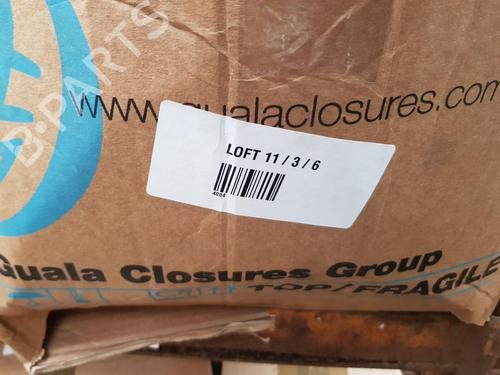 B-PARTS
www.gualaclosures.com
LOFT 11 / 3 / 6
Guala Closures Group
TOP/FRAGILE